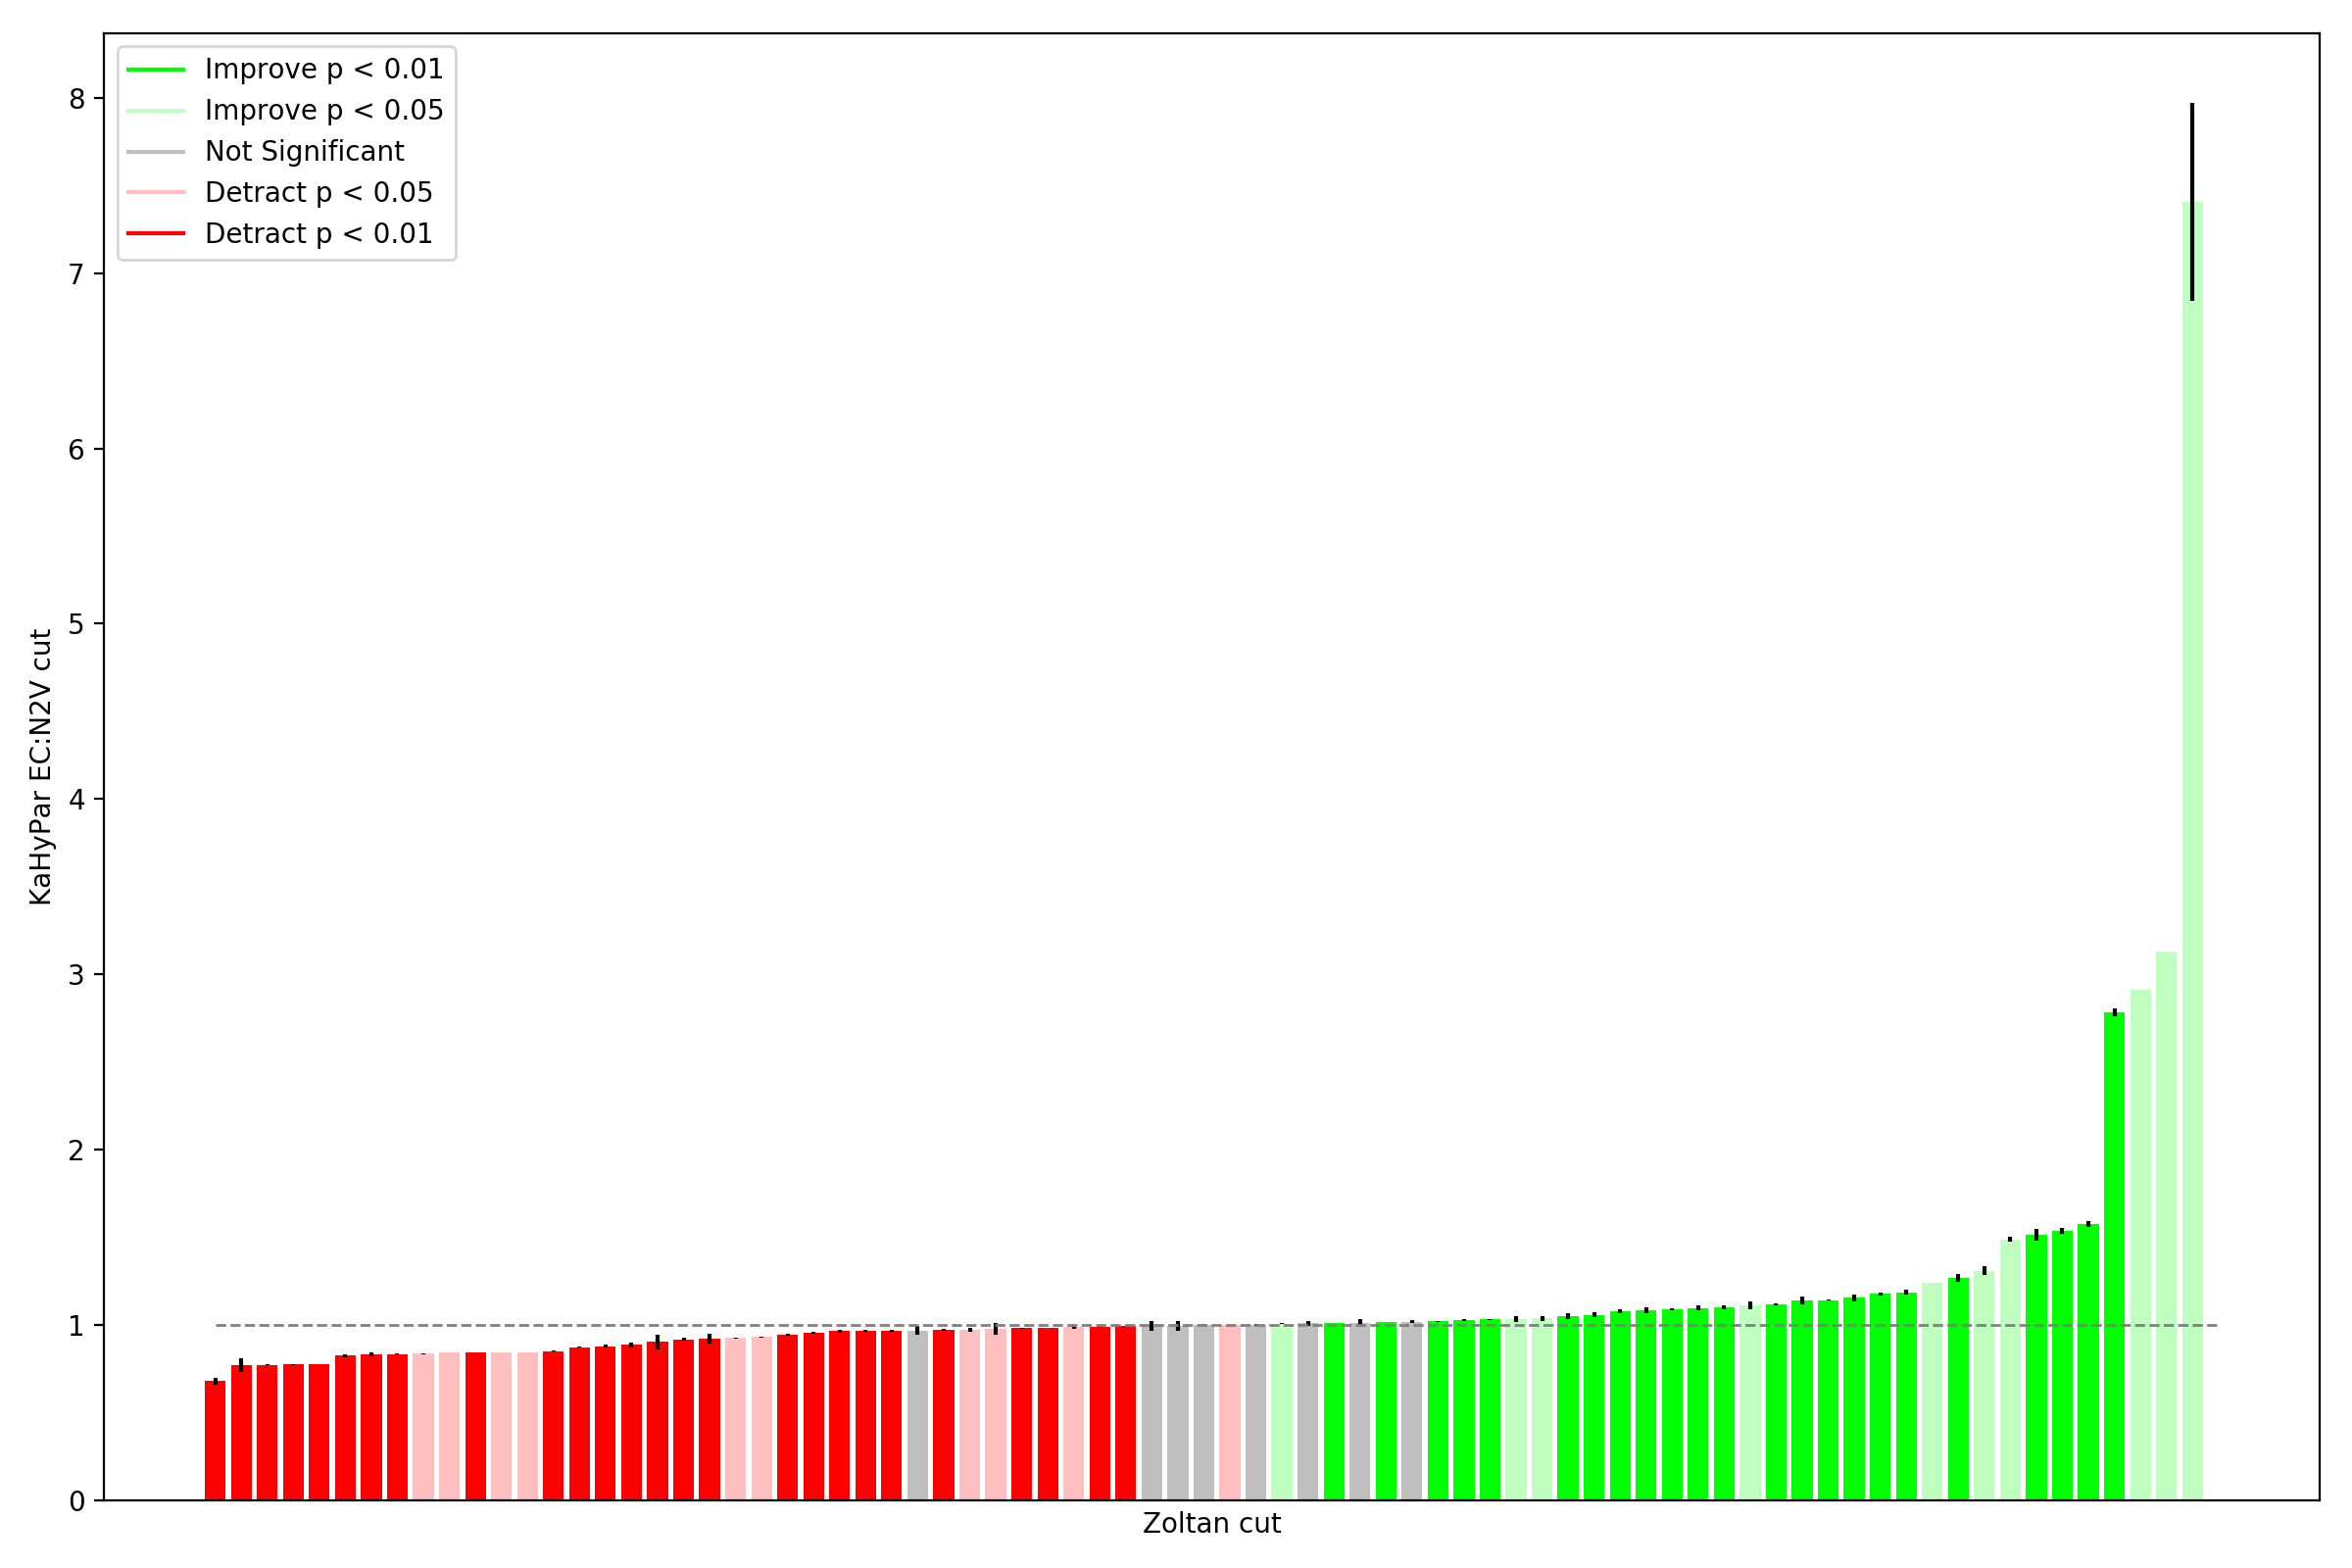 Improve p < 0.01
Improve p < 0.05
Not Significant
Detract p < 0.05
Detract p < 0.01
8
7
6
5
4
3
2
1
0
KaHyPar EC:N2V cut
Zoltan cut